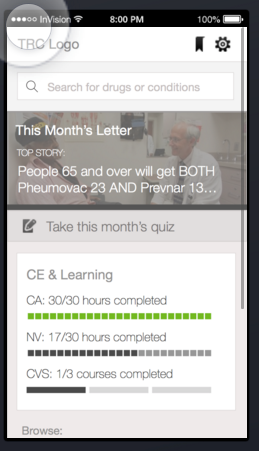 InVision 8:00 PM 100%
TRC Logo
Search for drugs or conditions
This Month's Letter
TOP STORY:
People 65 and over will get BOTH
Pheumovac 23 AND Prevnar 13...
Take this month's quiz
CE & Learning
CA: 30/30 hours completed
NV: 17/30 hours completed
CVS: 1/3 courses completed
Browse: